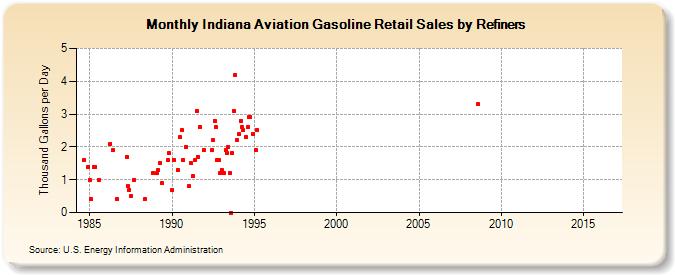 Monthly Indiana Aviation Gasoline Retail Sales by Refiners
Thousand Gallons per Day
5
4
3
2
1
0
1985 1990 1995 2000 2005 2010 2015
Source: U.S. Energy Information Administration